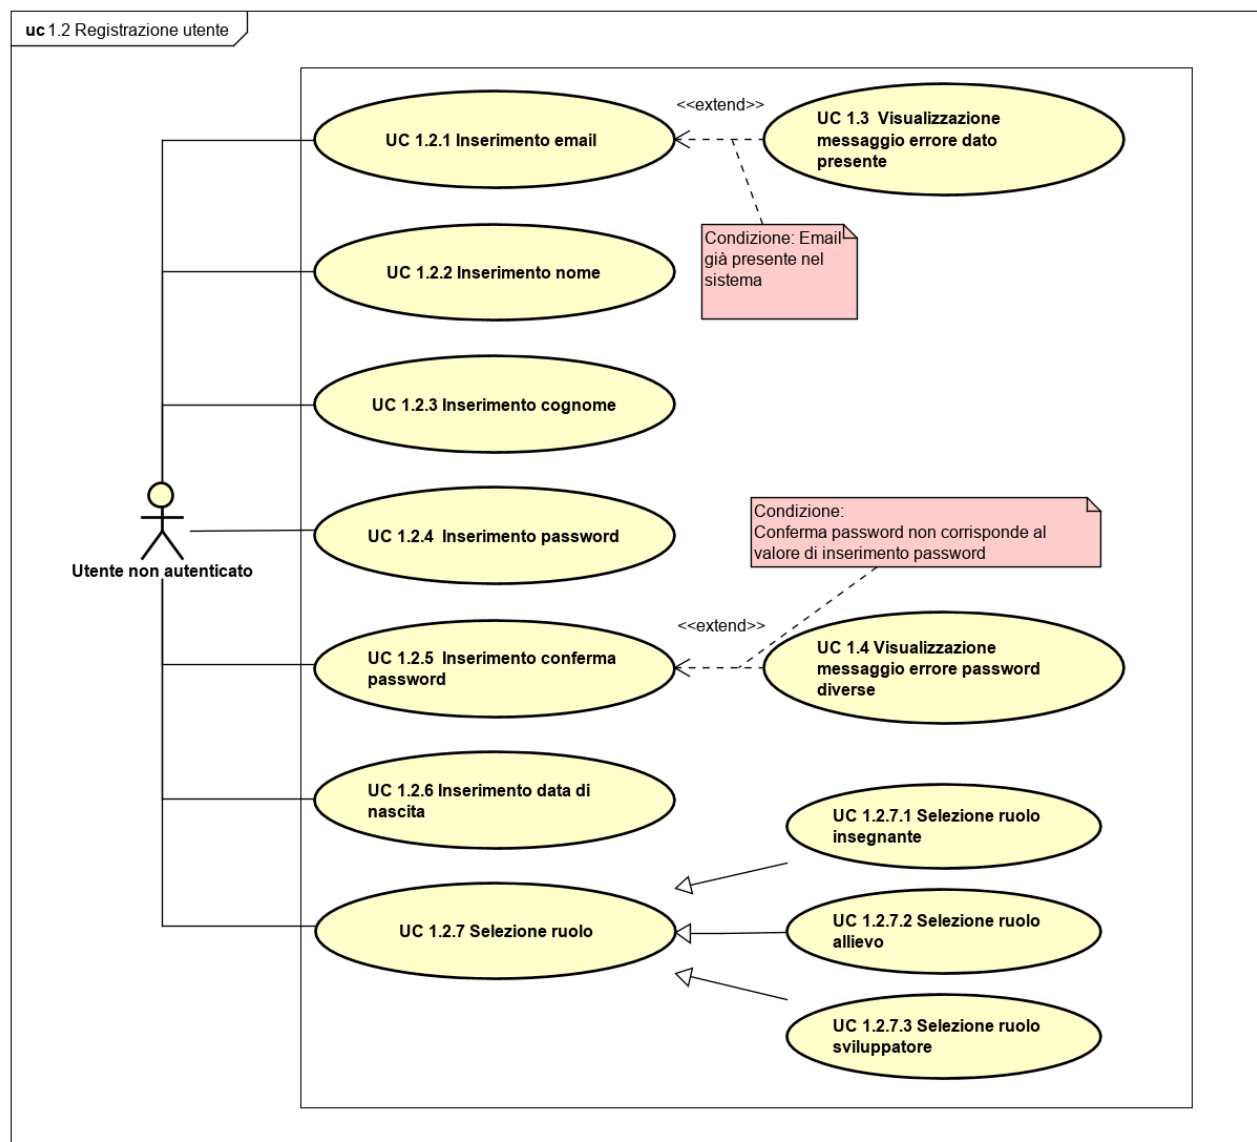 uc 1.2 Registrazione utente
UC 1.2.1 Inserimento email
<<extend>>
UC 1.3 Visualizzazione
messaggio errore dato
presente
Condizione: Email
già presente nel
sistema
UC 1.2.2 Inserimento nome
UC 1.2.3 Inserimento cognome
Utente non autenticato
UC 1.2.4 Inserimento password
Condizione:
Conferma password non corrisponde al
valore di inserimento password
UC 1.2.5 Inserimento conferma
password
<<extend>>
UC 1.4 Visualizzazione
messaggio errore password
diverse
UC 1.2.6 Inserimento data di
nascita
UC 1.2.7 Selezione ruolo
UC 1.2.7.1 Selezione ruolo
insegnante
UC 1.2.7.2 Selezione ruolo
allievo
UC 1.2.7.3 Selezione ruolo
sviluppatore